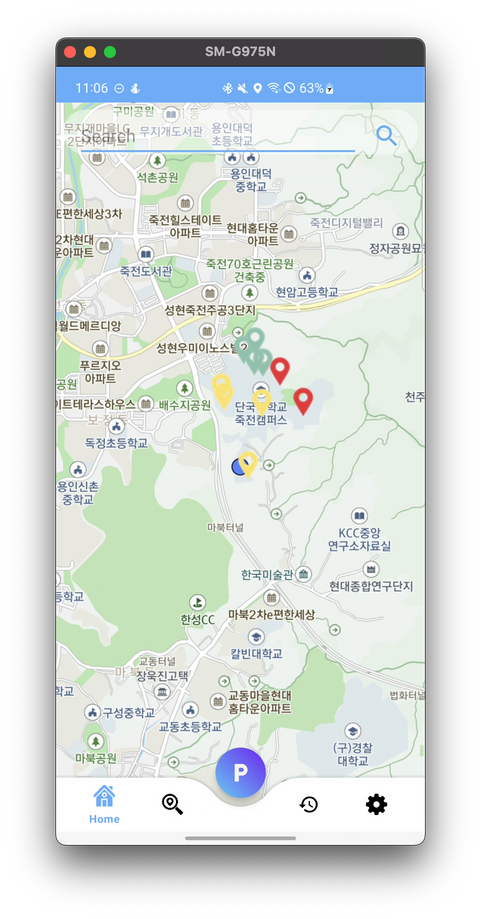 SM-G975N
11:06
63%
구미공원
무지개마을LG
2단지아파트
무지개도서관
용인대덕
초등학교
Search
석촌공원
용인대덕
중학교
E편한세상3차
죽전힐스테이트
아파트
현대홈타운
아파트
죽전디지털밸리
2차현대
운아파트
정자공원묘
죽전도서관
죽전70호근린공원
건축중
현암고등학교
성현죽전주공3단지
월드메르디앙
성현우미이노스빌2
푸르지오
아파트
공원
이트테라스하우스
배수지공원
단국대학교
죽전캠퍼스
천주
독정초등학교
용인신촌
중학교
마북터널
KCC중앙
연구소자료실
한국미술관
현대종합연구단지
등학교
한성CC
마북2차e편한세상
칼빈대학교
교동터널
장욱진고택
학교
교동마을현대
홈타운아파트
법화터널
구성중학교
교동초등학교
마북공원
(구)경찰
대학교
P
Home